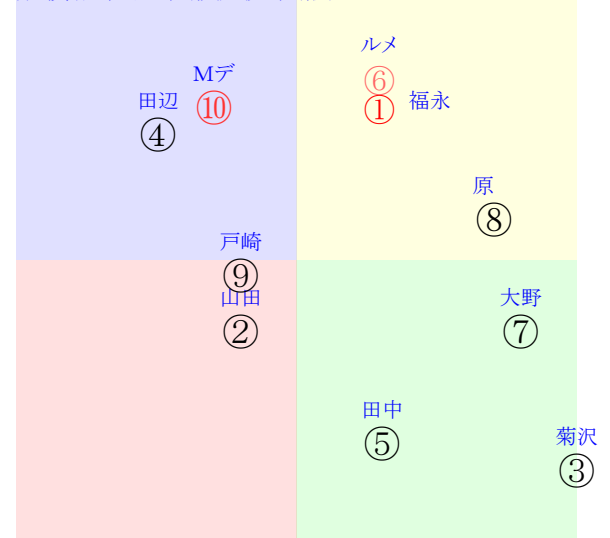 ルメ
Mデ
⑥
田辺
⑩
①
福永
④
原
⑧
戸崎
⑨
山田
大野
②
⑦
田中
⑤
菊沢
③